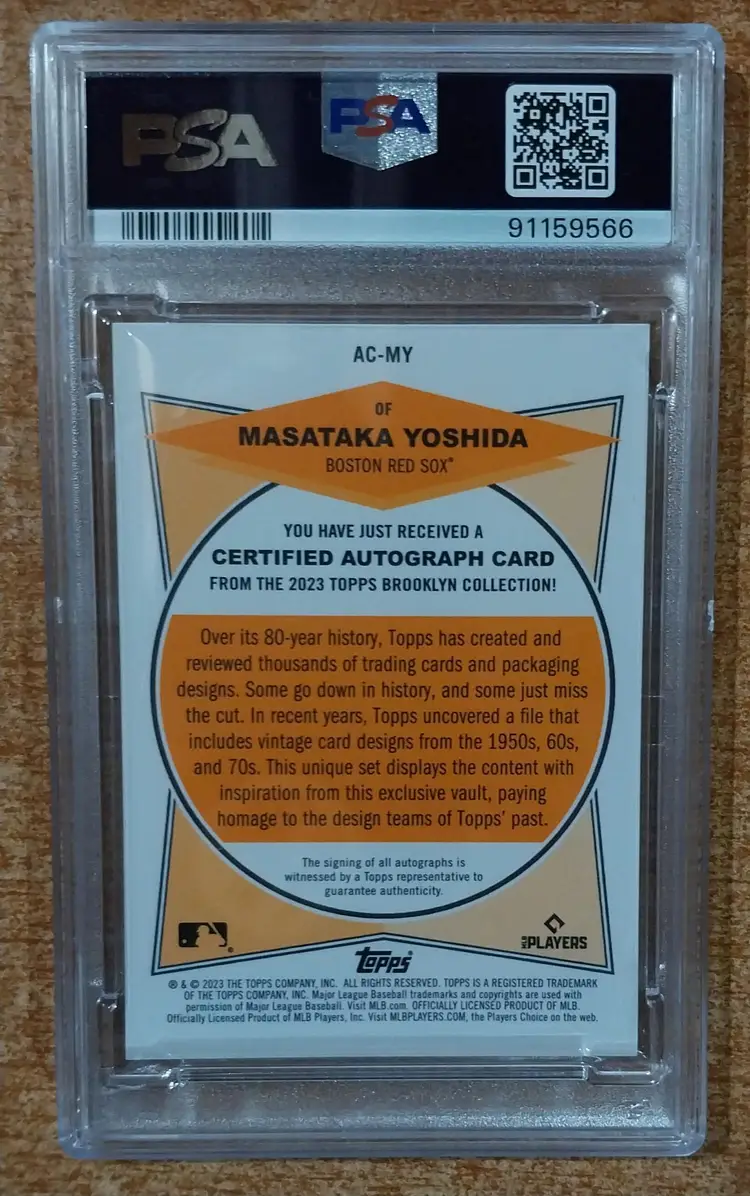 PSA
PSA
91159566
AC-MY
OF
MASATAKA YOSHIDA
BOSTON RED SOX®
YOU HAVE JUST RECEIVED A
CERTIFIED AUTOGRAPH CARD
FROM THE 2023 TOPPS BROOKLYN COLLECTION!
Over its 80-year history, Topps has created and
reviewed thousands of trading cards and packaging
designs. Some go down in history, and some just miss
the cut. In recent years, Topps uncovered a file that
includes vintage card designs from the 1950s, 60s,
and 70s. This unique set displays the content with
inspiration from this exclusive vault, paying
homage to the design teams of Topps' past.
The signing of all autographs is
witnessed by a Topps representative to
guarantee authenticity.
MLB PLAYERS
Topps®
® & © 2023 THE TOPPS COMPANY, INC. ALL RIGHTS RESERVED. TOPPS IS A REGISTERED TRADEMARK
OF THE TOPPS COMPANY, INC. Major League Baseball trademarks and copyrights are used with
permission of Major League Baseball. Visit MLB.com. OFFICIALLY LICENSED PRODUCT OF MLB.
Officially Licensed Product of MLB Players, Inc. Visit MLBPLAYERS.COM, the Players Choice on the web.